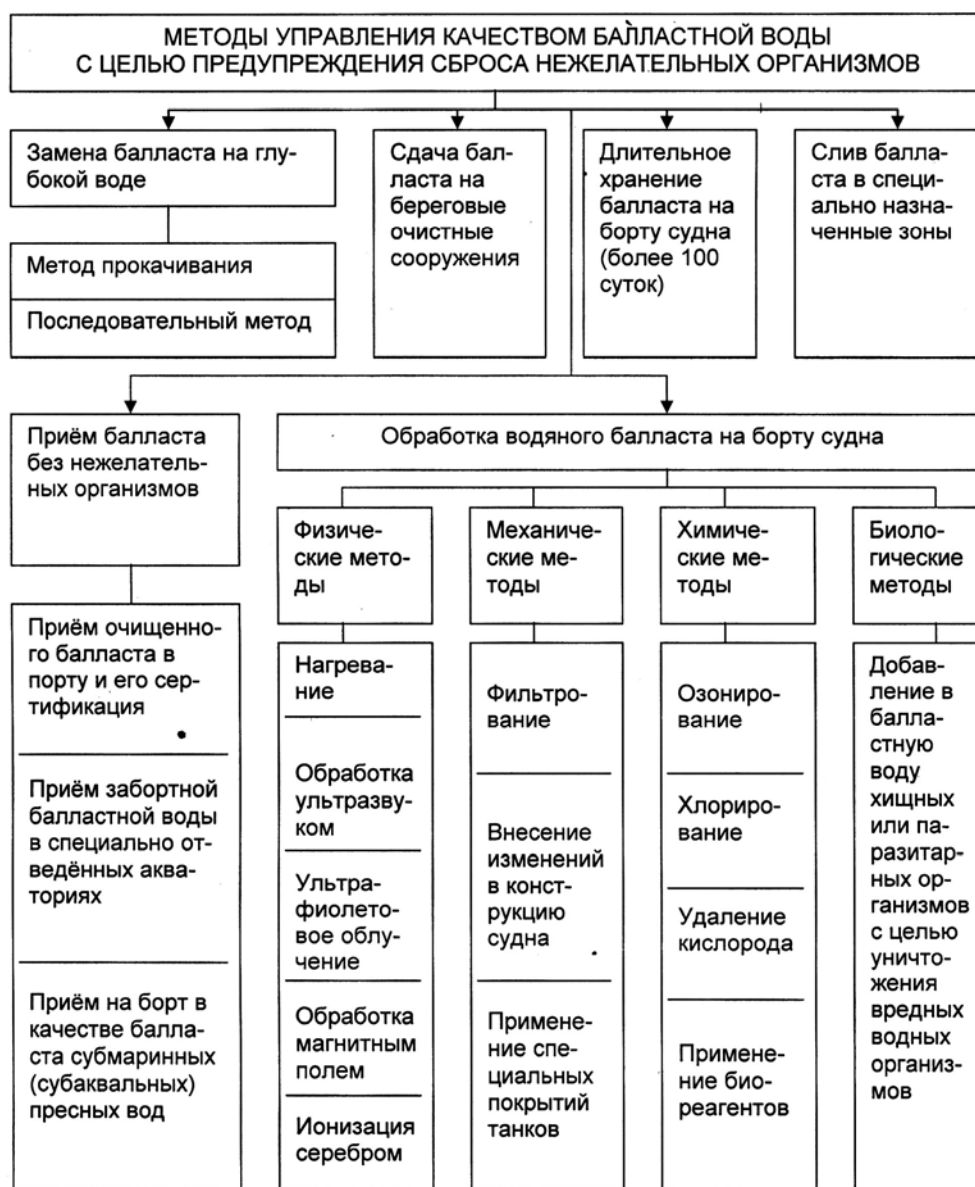 МЕТОДЫ УПРАВЛЕНИЯ КАЧЕСТВОМ БАЛЛАСТНОЙ ВОДЫ
С ЦЕЛЬЮ ПРЕДУПРЕЖДЕНИЯ СБРОСА НЕЖЕЛАТЕЛЬНЫХ ОРГАНИЗМОВ
Замена балласта на глу-
бокой воде
Метод прокачивания
Последовательный метод
Сдача бал-
ласта на
береговые
очистные
сооружения
Длительное
хранение
балласта на
борту судна
(более 100
суток)
Слив балла-
ста в специ-
ально назна-
ченные зоны
Приём балласта
без нежелатель-
ных организмов
Приём очищенно-
го балласта в
порту и его сер-
тификация
Приём забортной
балластной воды
в специально от-
ведённых аква-
ториях
Приём на борт в
качестве балла-
ста субмаринных
(субаквальных)
пресных вод
Обработка водяного балласта на борту судна
Физиче-
ские мето-
ды
Нагрева-
ние
Обработка
ультразву-
ком
Ультра-
фиолето-
вое облу-
чение
Обработка
магнитным
полем
Ионизация
серебром
Механиче-
ские ме-
тоды
Фильтро-
вание
Внесение
изменений
в конст-
рукцию
судна
Примене-
ние спе-
циальных
покрытий
танков
Химиче-
ские ме-
тоды
Озониро-
вание
Хлориро-
вание
Удаление
кислорода
Примене-
ние био-
реагентов
Биоло-
гические
методы
Добав-
ление в
балла-
стную
воду
хищных
или па-
разитар-
ных ор-
ганизмов
с целью
уничто-
жения
вредных
водных
организ-
мов